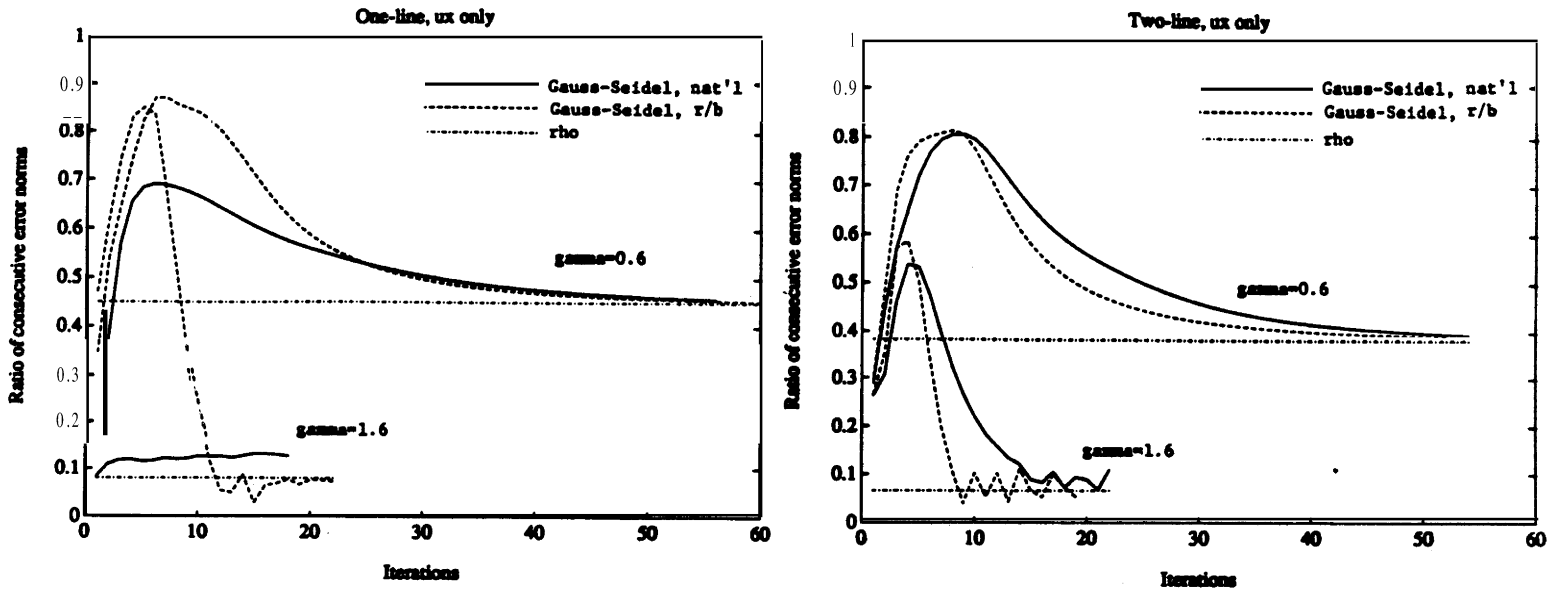 One-line, ux only
1
0.9
0.8
0.7
0.6
0.5
0.4
0.3
0.2
0.1
0
Ratio of consecutive error norms
Gauss-Seidel, nat'l
Gauss-Seidel, r/b
rho
gamma=0.6
gamma=1.6
0 10 20 30 40 50 60
Iterations
Two-line, ux only
1
0.9
0.8
0.7
0.6
0.5
0.4
0.3
0.2
0.1
0
Ratio of consecutive error norms
Gauss-Seidel, nat'l
Gauss-Seidel, r/b
rho
gamma=0.6
gamma=1.6
0 10 20 30 40 50 60
Iterations